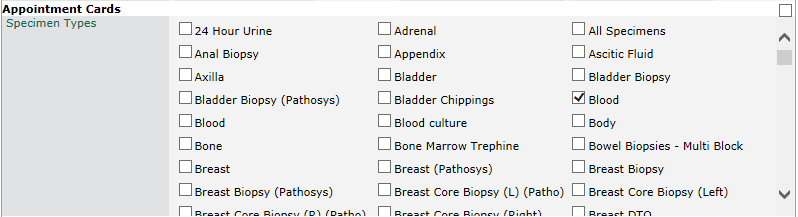 Appointment Cards
Specimen Types
24 Hour Urine Adrenal All Specimens
Anal Biopsy Appendix Ascitic Fluid
Axilla Bladder Bladder Biopsy
Bladder Biopsy (Pathosys) Bladder Chippings Blood
Blood Blood culture Body
Bone Bone Marrow Trephine Bowel Biopsies - Multi Block
Breast Breast (Pathosys) Breast Biopsy
Breast Biopsy (Pathosys) Breast Core Biopsy (L) (Patho) Breast Core Biopsy (Left)
Breast Core Biopsy (R) (Patho) Breast Core Biopsy (Right) Breast DTQ